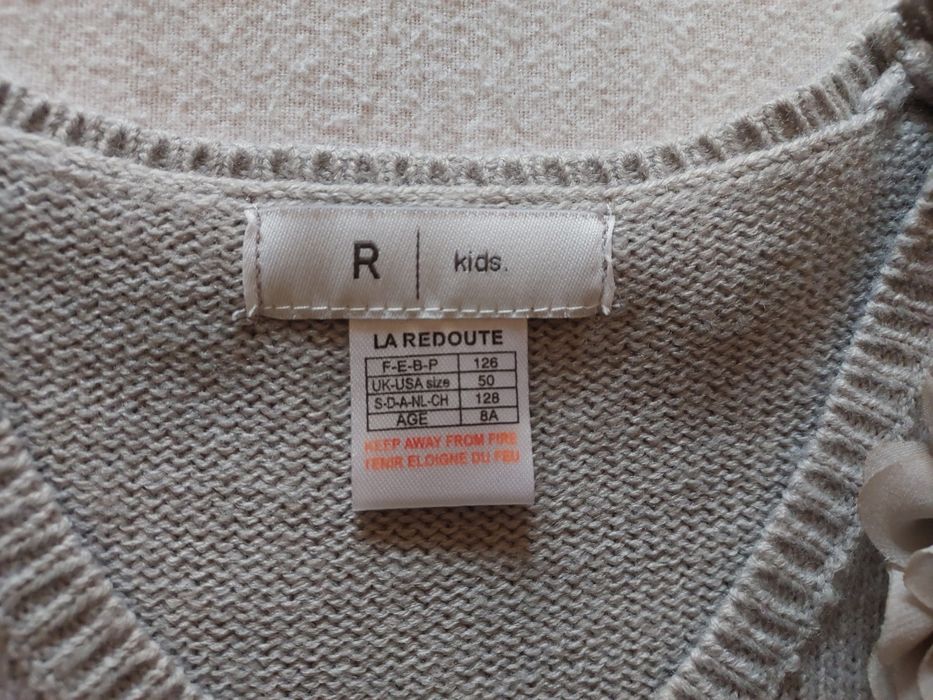 R | kids.
LA REDOUTE
F-E-B-P 126
UK-USA size 50
S-D-A-NL-CH 128
AGE 8A
KEEP AWAY FROM FIRE
TENIR ELOIGNE DU FEU